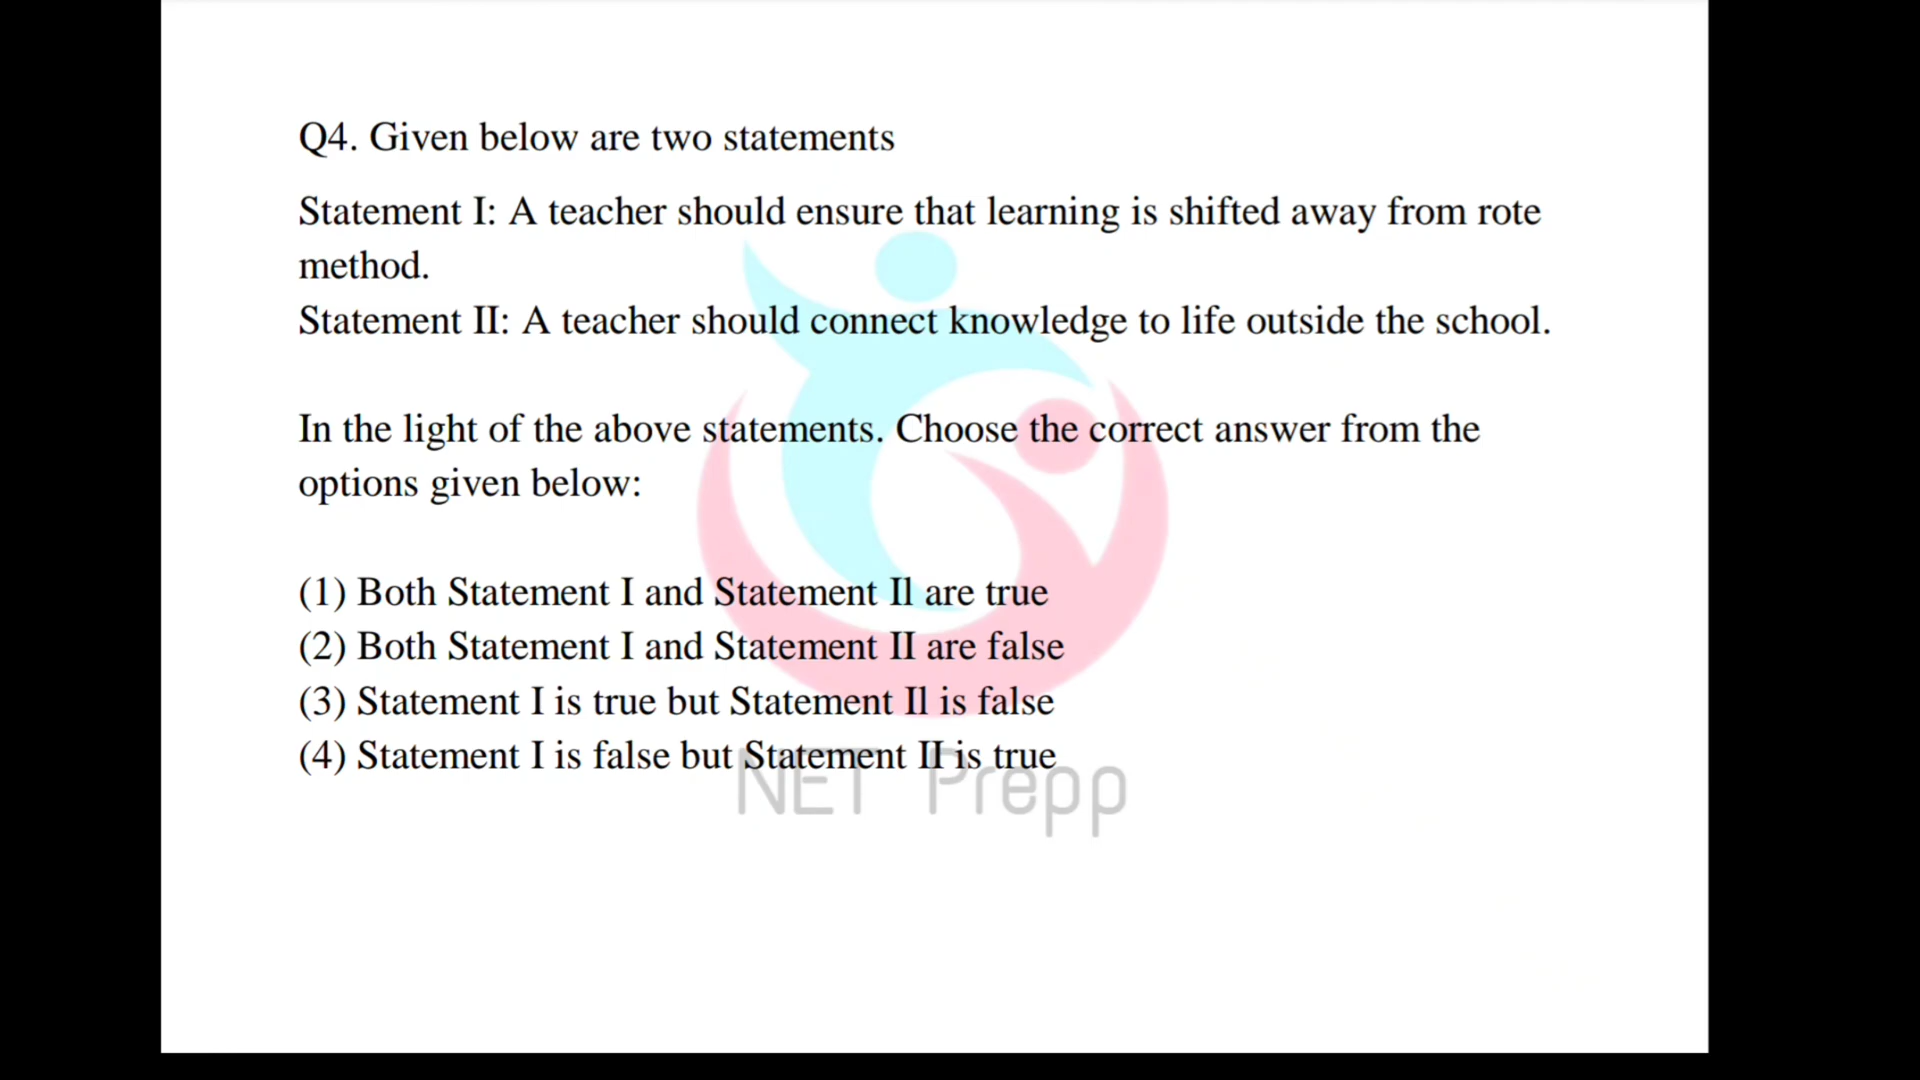 Q4. Given below are two statements
Statement I: A teacher should ensure that learning is shifted away from rote
method.
Statement II: A teacher should connect knowledge to life outside the school.
In the light of the above statements. Choose the correct answer from the
options given below:
(1) Both Statement I and Statement Il are true
(2) Both Statement I and Statement II are false
(3) Statement I is true but Statement Il is false
(4) Statement I is false but Statement II is true
NET Prepp